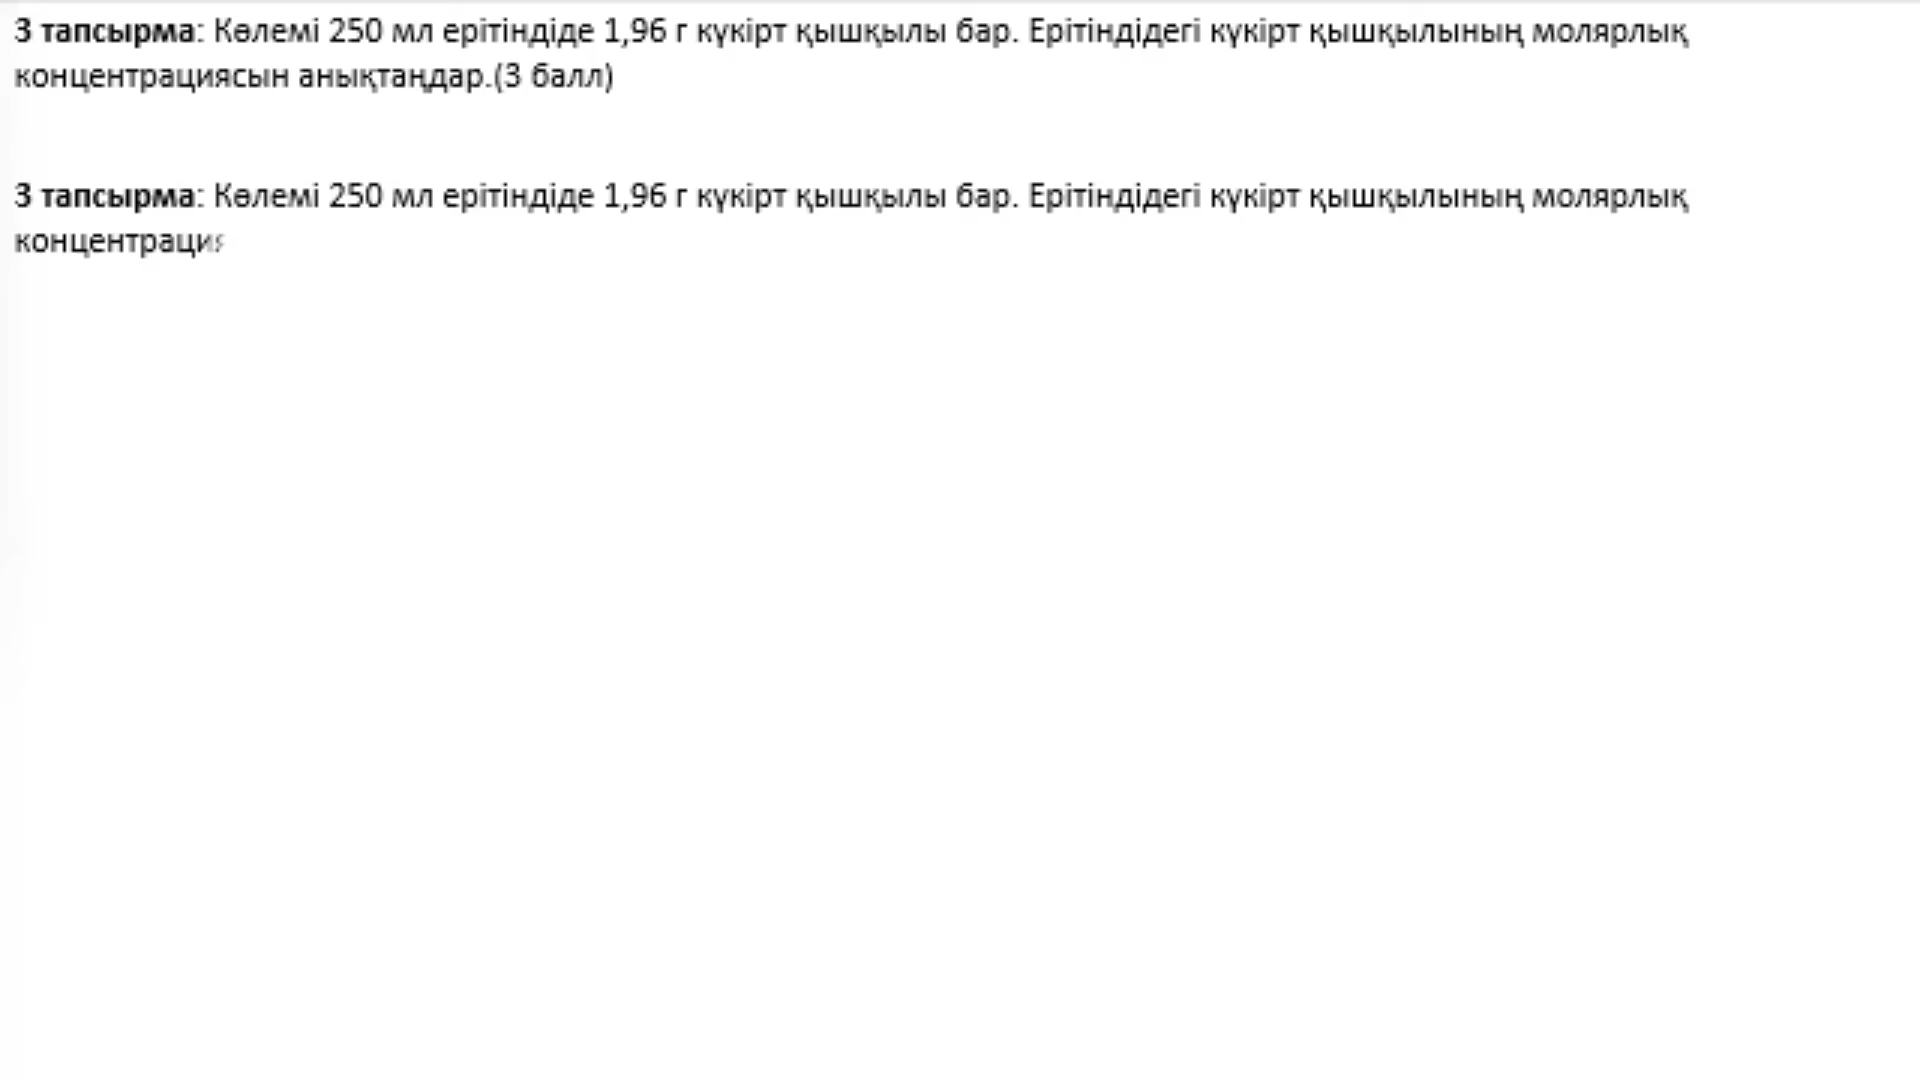 3 тапсырма: Көлемі 250 мл ерітіндіде 1,96 г күкірт қышқылы бар. Ерітіндідегі күкірт қышқылының молярлық
концентрациясын анықтаңдар.(3 балл)
3 тапсырма: Көлемі 250 мл ерітіндіде 1,96 г күкірт қышқылы бар. Ерітіндідегі күкірт қышқылының молярлық
концентрация